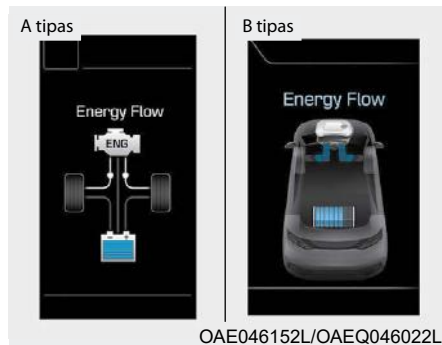 A tipas
B tipas
Energy Flow
ENG
Energy Flow
OAE046152L/OAEQ046022L